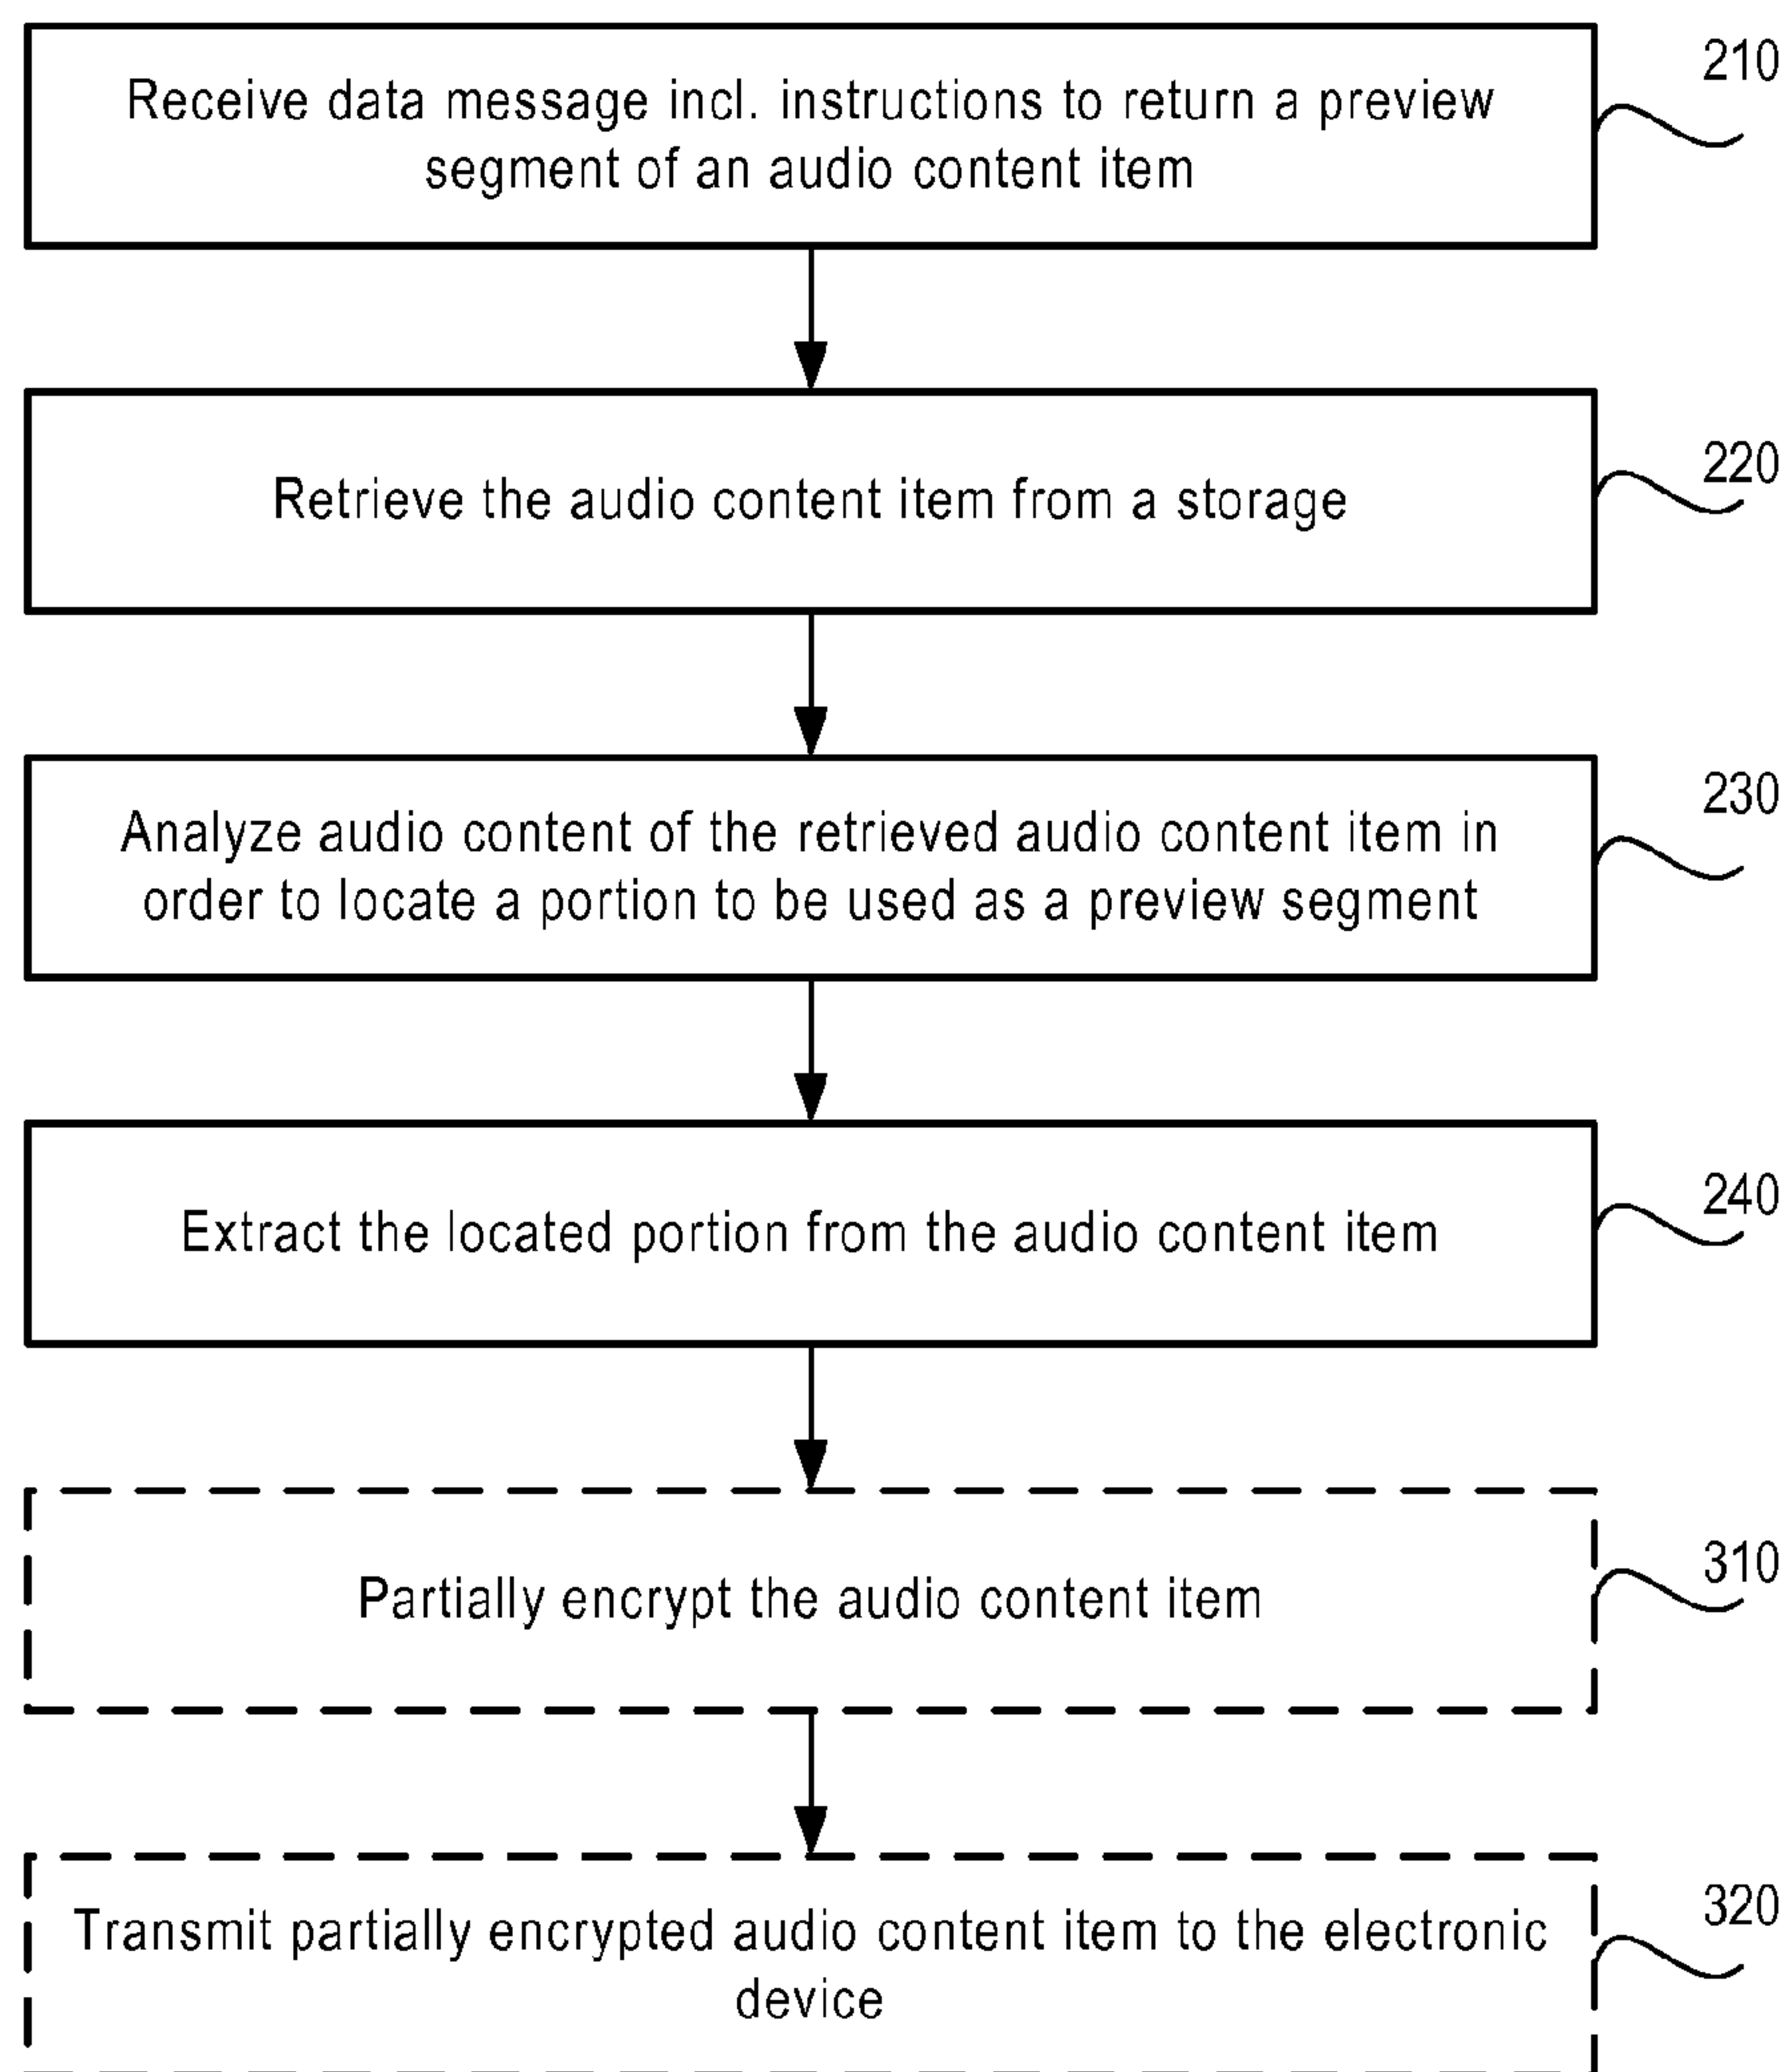 210
Receive data message incl. instructions to return a preview
segment of an audio content item
220
Retrieve the audio content item from a storage
230
Analyze audio content of the retrieved audio content item in
order to locate a portion to be used as a preview segment
240
Extract the located portion from the audio content item
310
Partially encrypt the audio content item
320
Transmit partially encrypted audio content item to the electronic
device